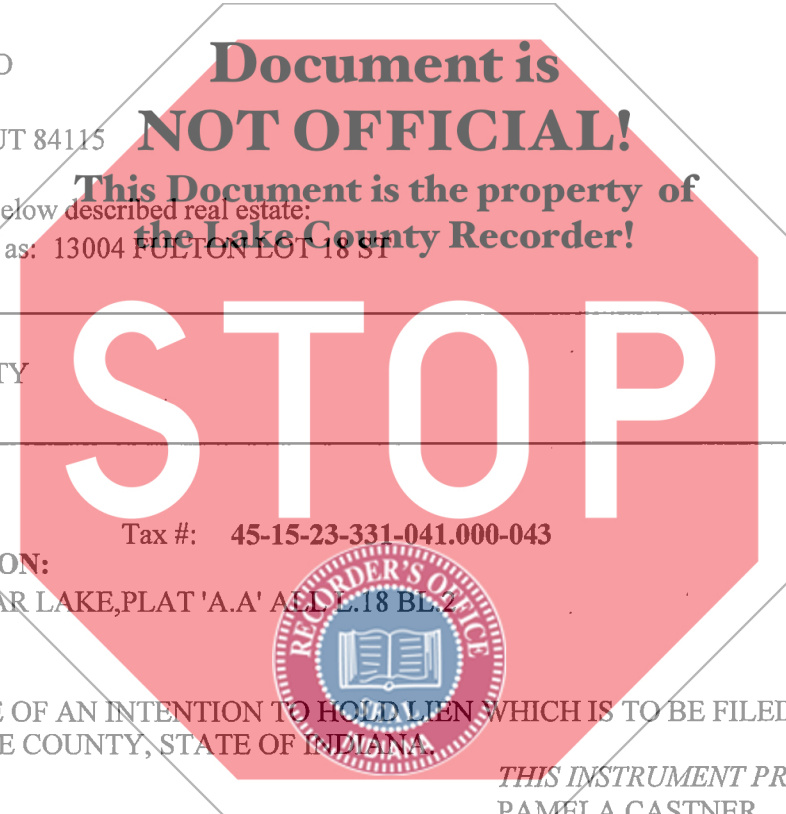 Document is
O
NOT OFFICIAL!
UT 84115
This Document is the property of
elow described real estate:
the Lake County Recorder!
as: 13004 FULTON LOT 18 ST
STOP
TY
Tax #: 45-15-23-331-041.000-043
ON:
AR LAKE,PLAT 'A.A' ALL L.18 BL.2
RECORDER'S OFFICE
INDIANA
E OF AN INTENTION TO HOLD LIEN WHICH IS TO BE FILED
E COUNTY, STATE OF INDIANA.
THIS INSTRUMENT PR
PAMELA CASTNER